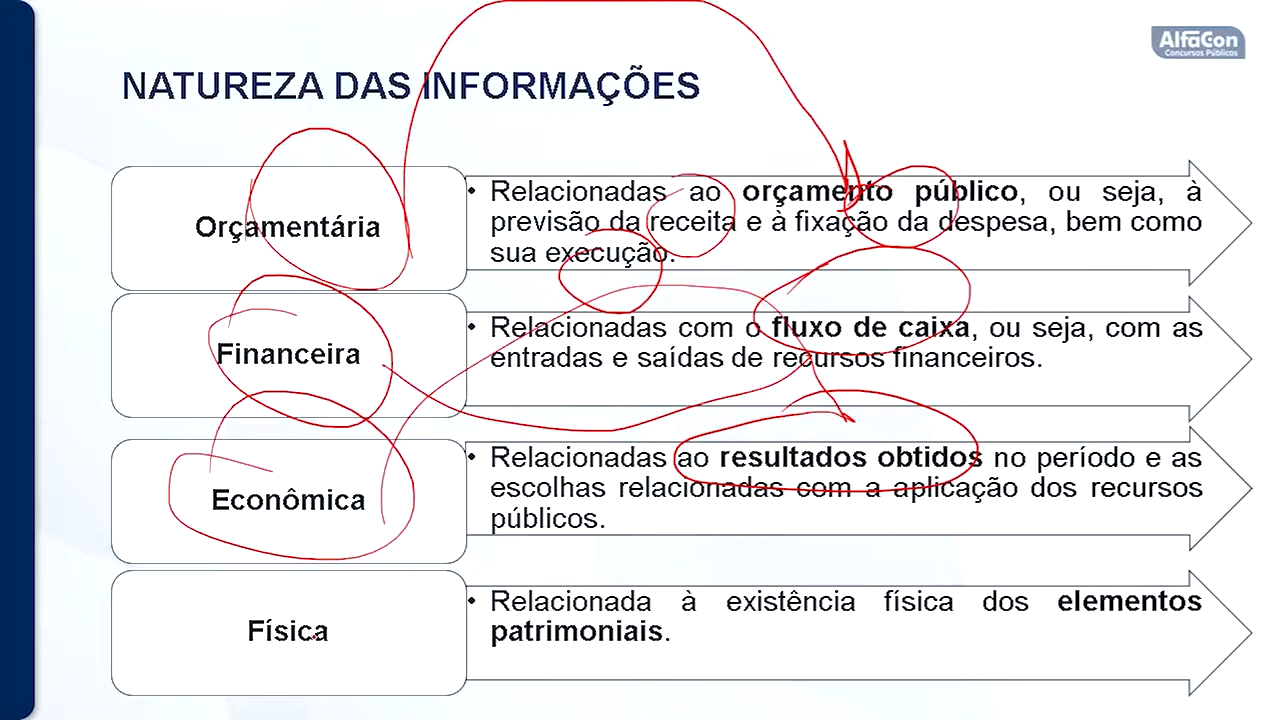 AlfaCon
Concursos Públicos
NATUREZA DAS INFORMAÇÕES
Orçamentária
• Relacionadas ao orçamento público, ou seja, à
previsão da receita e à fixação da despesa, bem como
sua execução.
Financeira
• Relacionadas com o fluxo de caixa, ou seja, com as
entradas e saídas de recursos financeiros.
Econômica
• Relacionadas ao resultados obtidos no período e as
escolhas relacionadas com a aplicação dos recursos
públicos.
Física
• Relacionada à existência física dos elementos
patrimoniais.